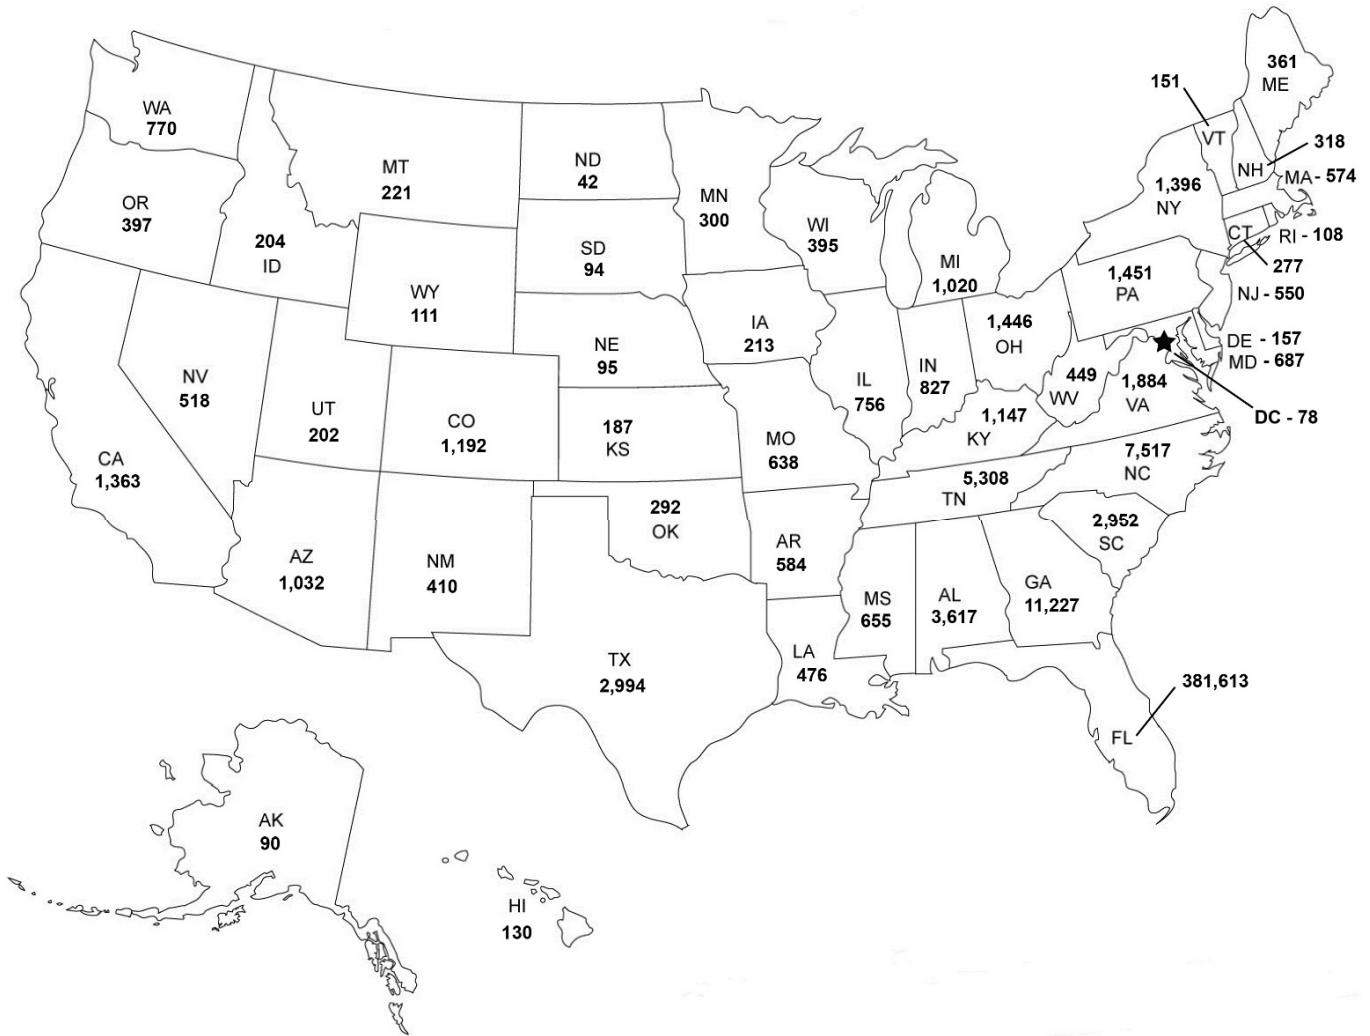 361
ME
151
VT
318
NH
MA - 574
WA
770
MT
221
ND
42
MN
300
1,396
NY
OR
397
WI
395
CT
RI - 108
204
ID
SD
94
MI
1,020
277
1,451
PA
NJ - 550
WY
111
IA
213
1,446
OH
DE - 157
MD - 687
NE
95
IN
827
449
WV
1,884
VA
DC - 78
NV
518
UT
202
CO
1,192
187
KS
IL
756
1,147
KY
MO
638
CA
1,363
7,517
NC
5,308
TN
292
OK
2,952
SC
AZ
1,032
NM
410
AR
584
GA
11,227
MS
655
AL
3,617
TX
2,994
LA
476
381,613
FL
AK
90
HI
130